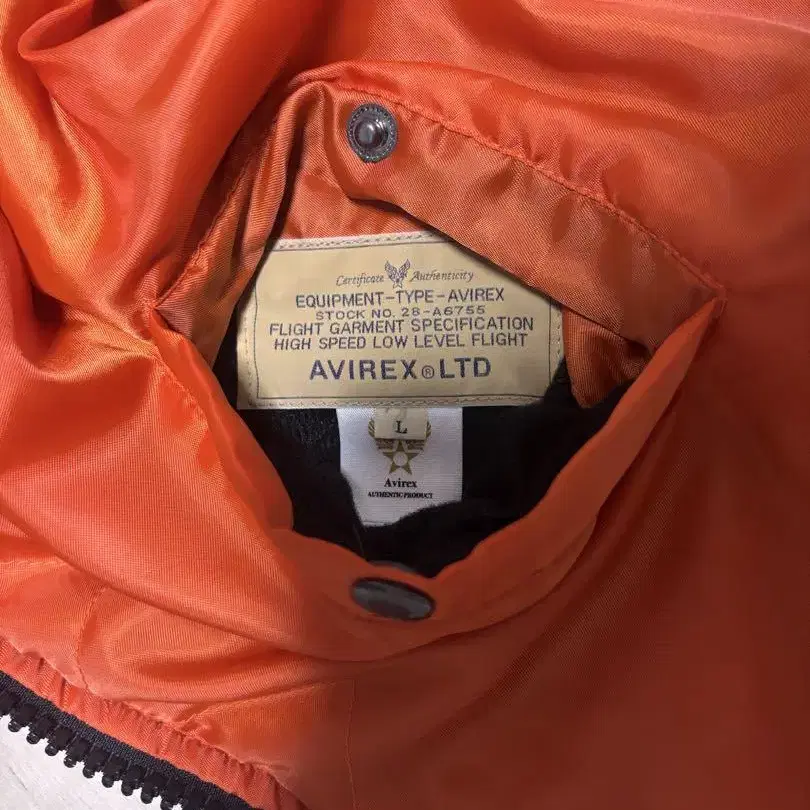 Certificate Authenticity
EQUIPMENT-TYPE-AVIREX
STOCK NO. 28-A6755
FLIGHT GARMENT SPECIFICATION
HIGH SPEED LOW LEVEL FLIGHT
AVIREX® LTD
L
Avirex
AUTHENTIC PRODUCT